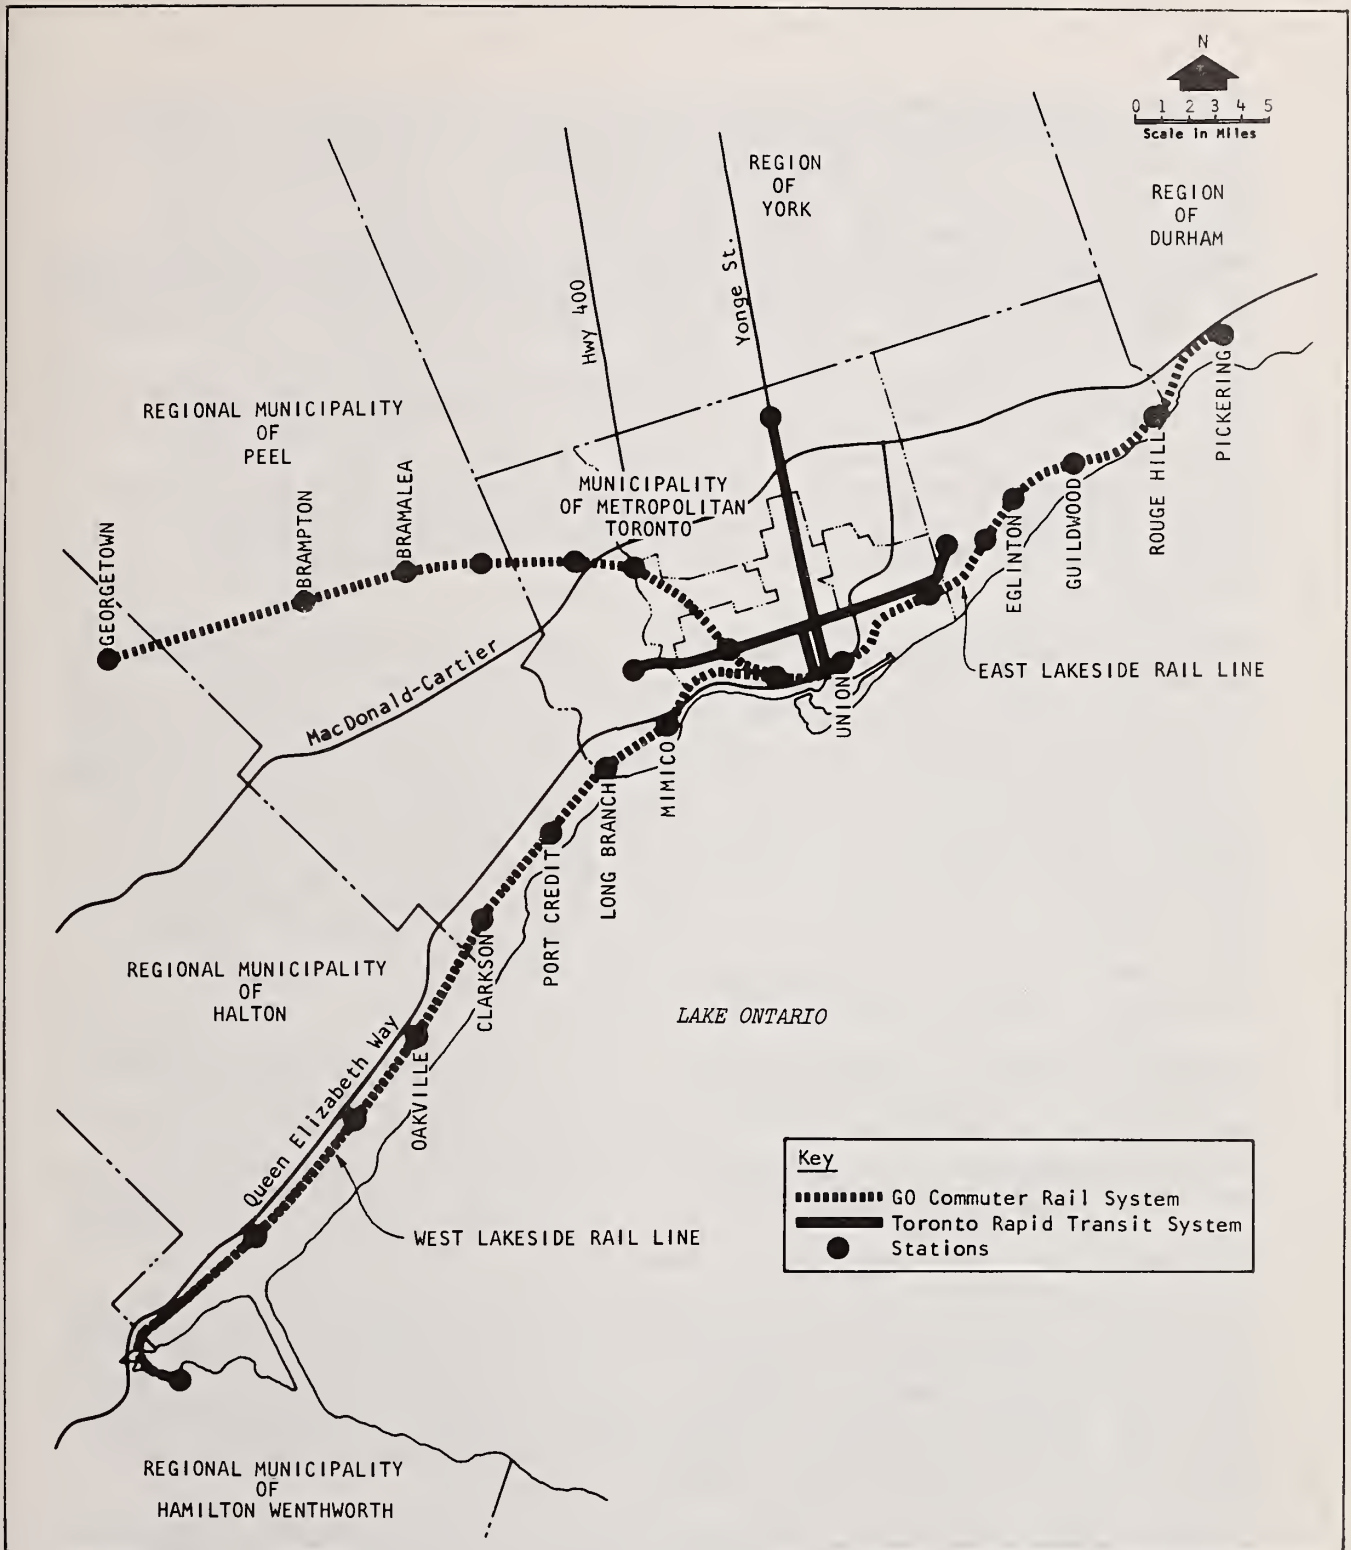 N
0 1 2 3 4 5
Scale in Miles
REGION
OF
YORK
REGION
OF
DURHAM
Hwy 400
Yonge St.
REGIONAL MUNICIPALITY
OF
PEEL
MUNICIPALITY
OF METROPOLITAN
TORONTO
GEORGETOWN
BRAMPTON
BRAMALEA
PICKERING
ROUGE HILL
GUILDWOOD
EGLINTON
EAST LAKESIDE RAIL LINE
MacDonald-Cartier
UNION
MIMICO
LONG BRANCH
PORT CREDIT
CLARKSON
OAKVILLE
REGIONAL MUNICIPALITY
OF
HALTON
LAKE ONTARIO
Queen Elizabeth Way
WEST LAKESIDE RAIL LINE
Key
GO Commuter Rail System
Toronto Rapid Transit System
Stations
REGIONAL MUNICIPALITY
OF
HAMILTON WENTHWORTH